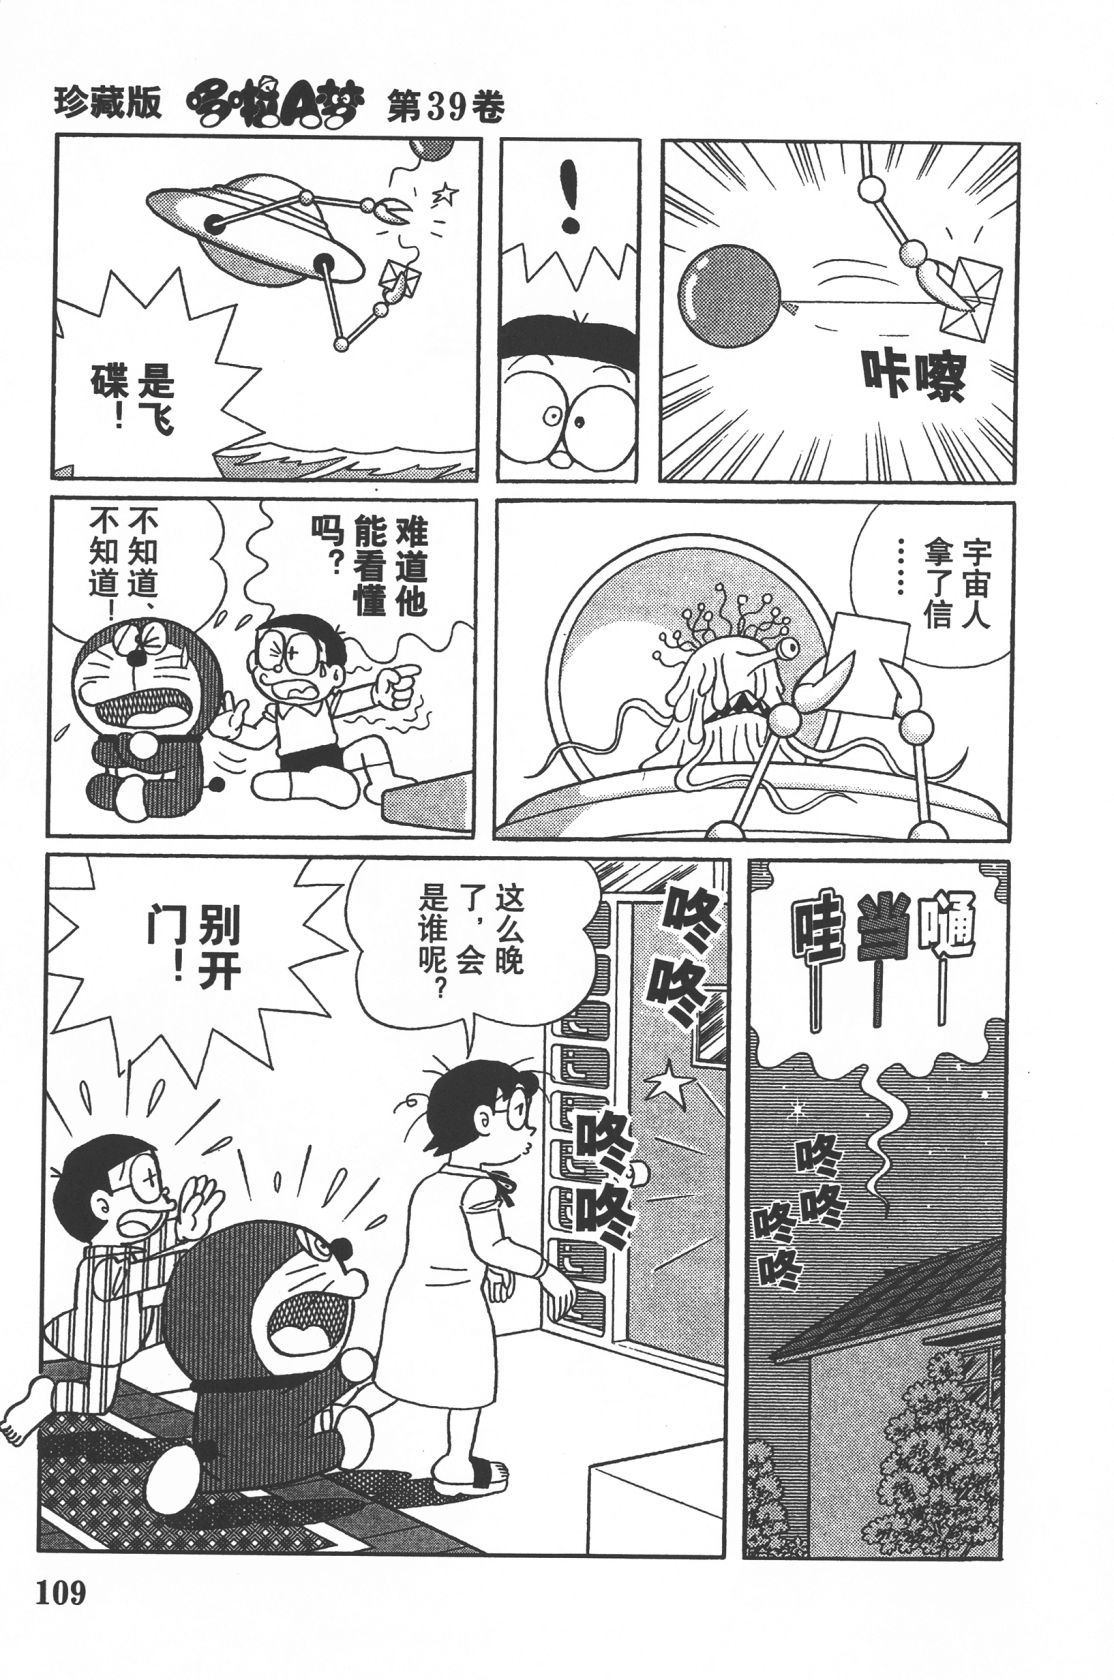 珍藏版 哆啦A梦 第39卷
咔嚓
！
是飞
碟！
宇宙人
拿了信
……
难道他
能看懂
吗？
不知道、
不知道！
哇当嗵
咚咚
咚咚
咚咚
咚咚
这么晚
了，会
是谁呢？
别开
门！
109